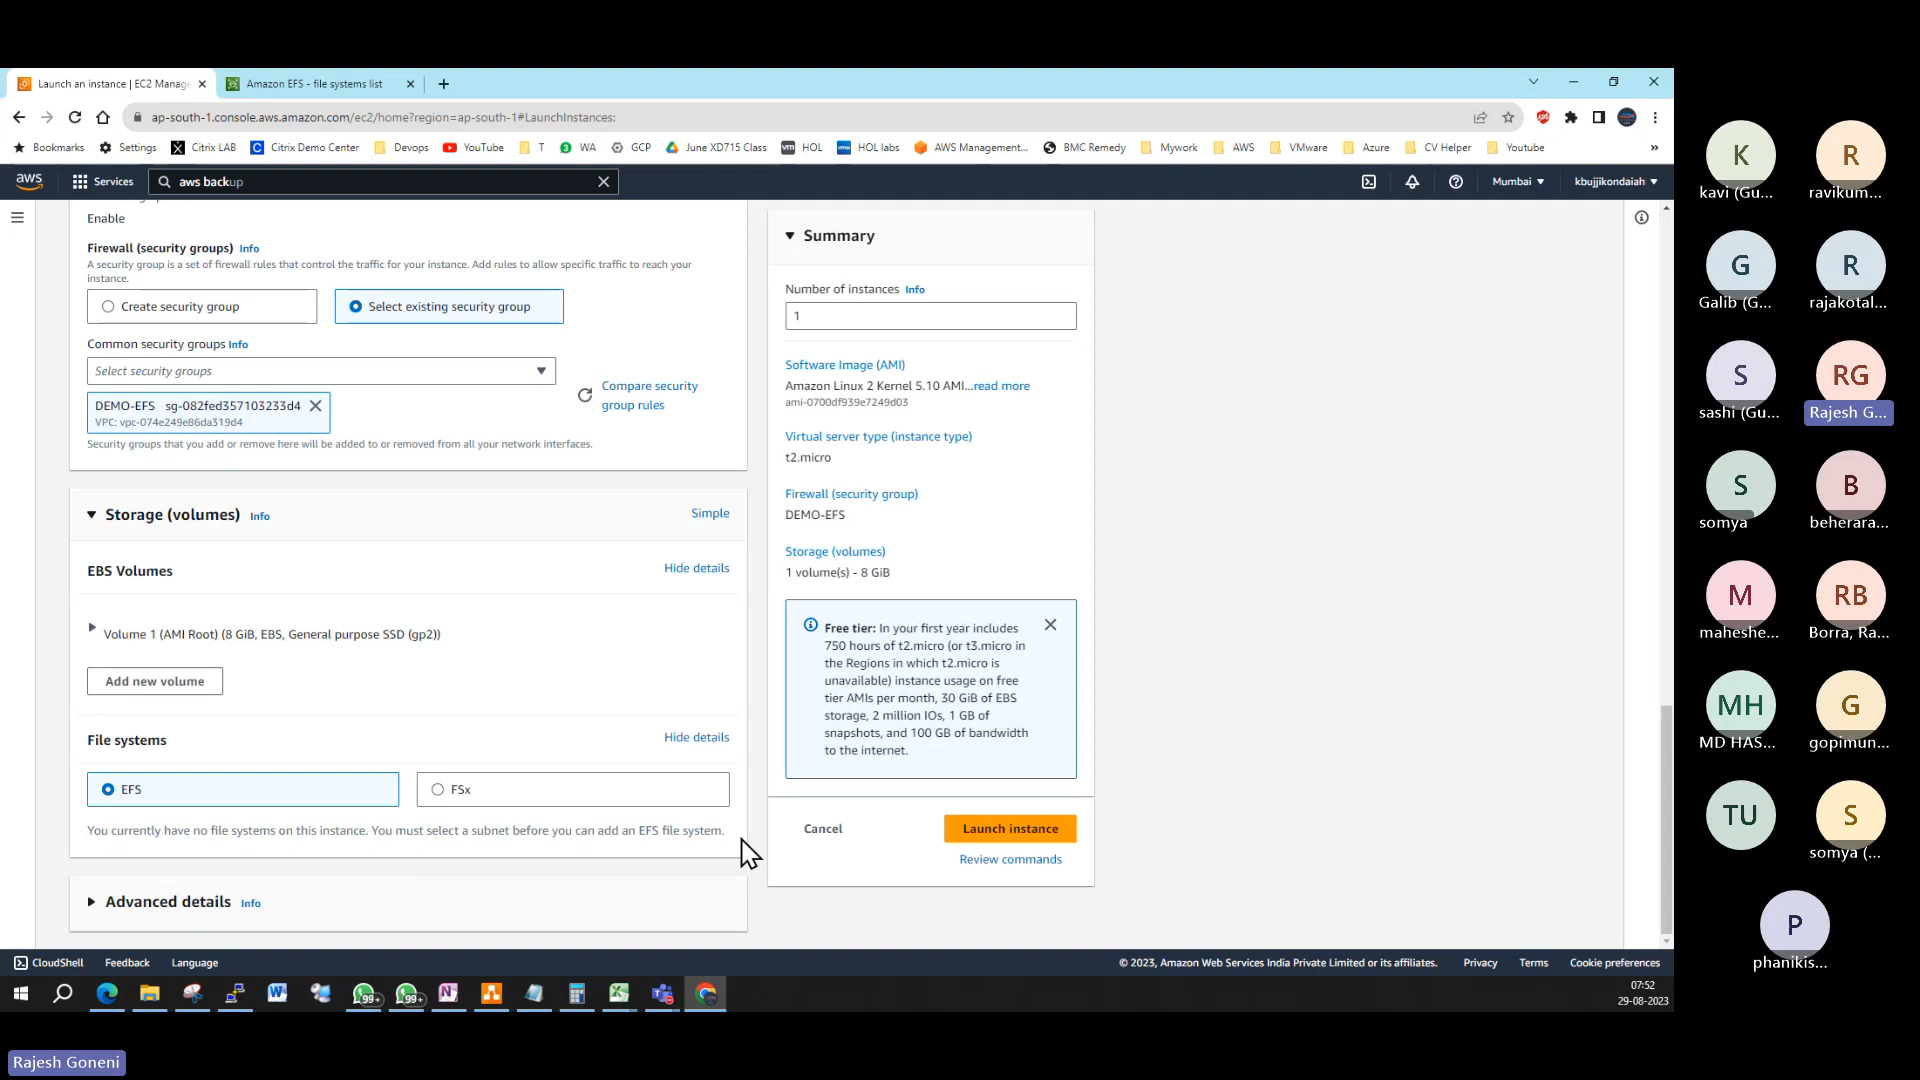 Launch an instance | EC2 Manage
Amazon EFS - file systems list
ap-south-1.console.aws.amazon.com/ec2/home?region=ap-south-1#LaunchInstances:
Bookmarks
Settings
Citrix LAB
Citrix Demo Center
Devops
YouTube
T
WA
GCP
June XD715 Class
HOL
HOL labs
AWS Management...
BMC Remedy
Mywork
AWS
VMware
Azure
CV Helper
Youtube
»
aws
Services
aws backup
Mumbai
kbujjikondaiah
Enable
Firewall (security groups) Info
A security group is a set of firewall rules that control the traffic for your instance. Add rules to allow specific traffic to reach your
instance.
Create security group
Select existing security group
Common security groups Info
Select security groups
Compare security
group rules
DEMO-EFS sg-082fed357103233d4
VPC: vpc-074e249e86da319d4
Security groups that you add or remove here will be added to or removed from all your network interfaces.
Storage (volumes) Info
Simple
EBS Volumes
Hide details
Volume 1 (AMI Root) (8 GiB, EBS, General purpose SSD (gp2))
Add new volume
File systems
Hide details
EFS
FSx
You currently have no file systems on this instance. You must select a subnet before you can add an EFS file system.
Advanced details Info
Summary
Number of instances Info
1
Software Image (AMI)
Amazon Linux 2 Kernel 5.10 AMI...read more
ami-0700df939e7249d03
Virtual server type (instance type)
t2.micro
Firewall (security group)
DEMO-EFS
Storage (volumes)
1 volume(s) - 8 GiB
Free tier: In your first year includes
750 hours of t2.micro (or t3.micro in
the Regions in which t2.micro is
unavailable) instance usage on free
tier AMIs per month, 30 GiB of EBS
storage, 2 million IOs, 1 GB of
snapshots, and 100 GB of bandwidth
to the internet.
Cancel
Launch instance
Review commands
CloudShell
Feedback
Language
© 2023, Amazon Web Services India Private Limited or its affiliates.
Privacy
Terms
Cookie preferences
99+
99+
07:52
29-08-2023
K
kavi (Gu...
R
ravikum...
G
Galib (G...
R
rajakotal...
S
sashi (Gu...
RG
Rajesh G...
S
somya
B
beherara...
M
maheshe...
RB
Borra, Ra...
MH
MD HAS...
G
gopimun...
TU
S
somya (...
P
phanikis...
Rajesh Goneni